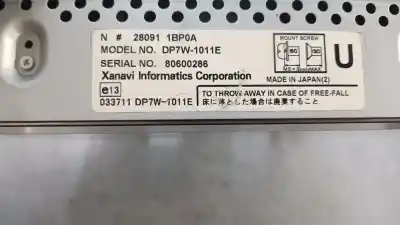 N # 28091 1BP0A
MODEL NO. DP7W-1011E
SERIAL NO. 80600286
Xanavi Informatics Corporation
MOUNT SCREW
ISO
ISO
U
MADE IN JAPAN(2)
e13
033711 DP7W-1011E
TO THROW AWAY IN CASE OF FREE-FALL
床に落とした場合は廃棄すること